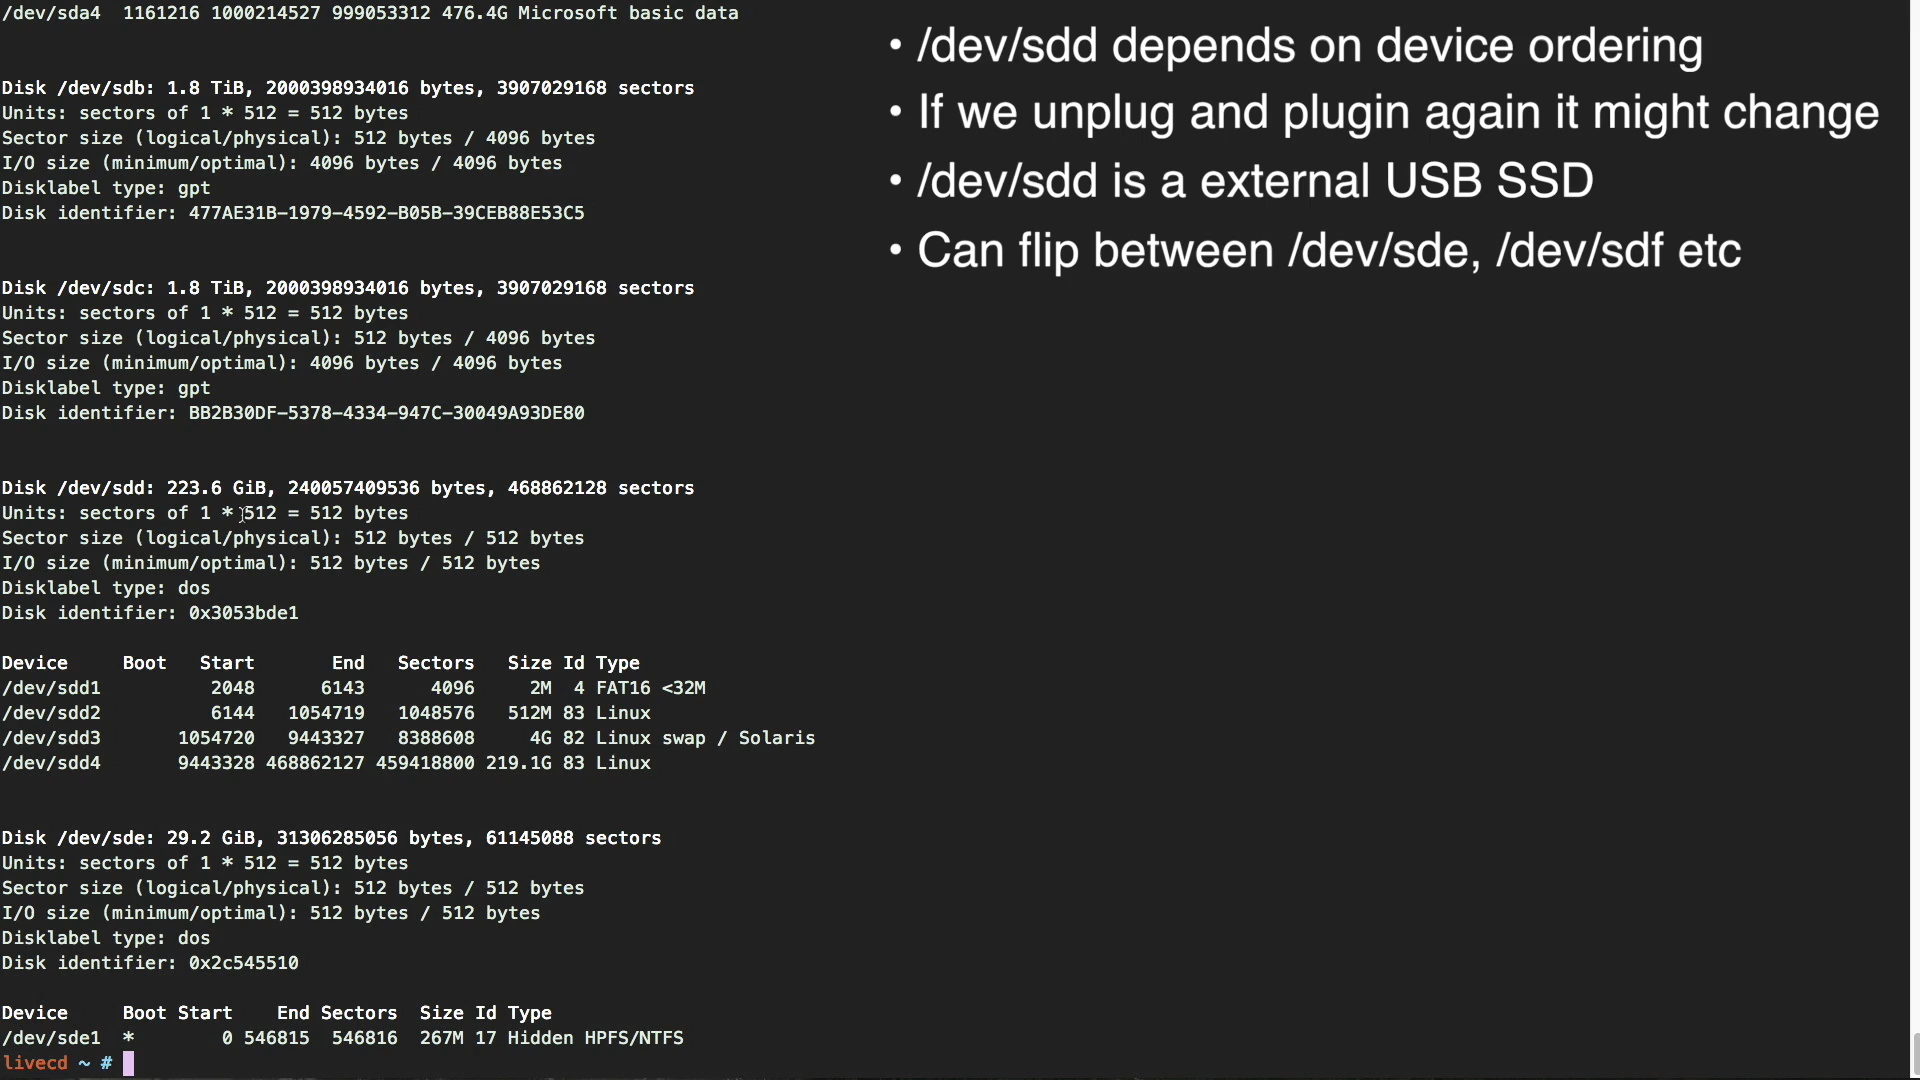 /dev/sda4  1161216 1000214527 999053312 476.4G Microsoft basic data
Disk /dev/sdb: 1.8 TiB, 2000398934016 bytes, 3907029168 sectors
Units: sectors of 1 * 512 = 512 bytes
Sector size (logical/physical): 512 bytes / 4096 bytes
I/O size (minimum/optimal): 4096 bytes / 4096 bytes
Disklabel type: gpt
Disk identifier: 477AE31B-1979-4592-B05B-39CEB88E53C5
Disk /dev/sdc: 1.8 TiB, 2000398934016 bytes, 3907029168 sectors
Units: sectors of 1 * 512 = 512 bytes
Sector size (logical/physical): 512 bytes / 4096 bytes
I/O size (minimum/optimal): 4096 bytes / 4096 bytes
Disklabel type: gpt
Disk identifier: BB2B30DF-5378-4334-947C-30049A93DE80
Disk /dev/sdd: 223.6 GiB, 240057409536 bytes, 468862128 sectors
Units: sectors of 1 * 512 = 512 bytes
Sector size (logical/physical): 512 bytes / 512 bytes
I/O size (minimum/optimal): 512 bytes / 512 bytes
Disklabel type: dos
Disk identifier: 0x3053bde1
Device     Boot   Start       End   Sectors   Size Id Type
/dev/sdd1          2048      6143      4096     2M  4 FAT16 <32M
/dev/sdd2          6144   1054719   1048576   512M 83 Linux
/dev/sdd3       1054720   9443327   8388608     4G 82 Linux swap / Solaris
/dev/sdd4       9443328 468862127 459418800 219.1G 83 Linux
Disk /dev/sde: 29.2 GiB, 31306285056 bytes, 61145088 sectors
Units: sectors of 1 * 512 = 512 bytes
Sector size (logical/physical): 512 bytes / 512 bytes
I/O size (minimum/optimal): 512 bytes / 512 bytes
Disklabel type: dos
Disk identifier: 0x2c545510
Device     Boot Start    End Sectors  Size Id Type
/dev/sde1  *        0 546815  546816  267M 17 Hidden HPFS/NTFS
livecd ~ #
• /dev/sdd depends on device ordering
• If we unplug and plugin again it might change
• /dev/sdd is a external USB SSD
• Can flip between /dev/sde, /dev/sdf etc